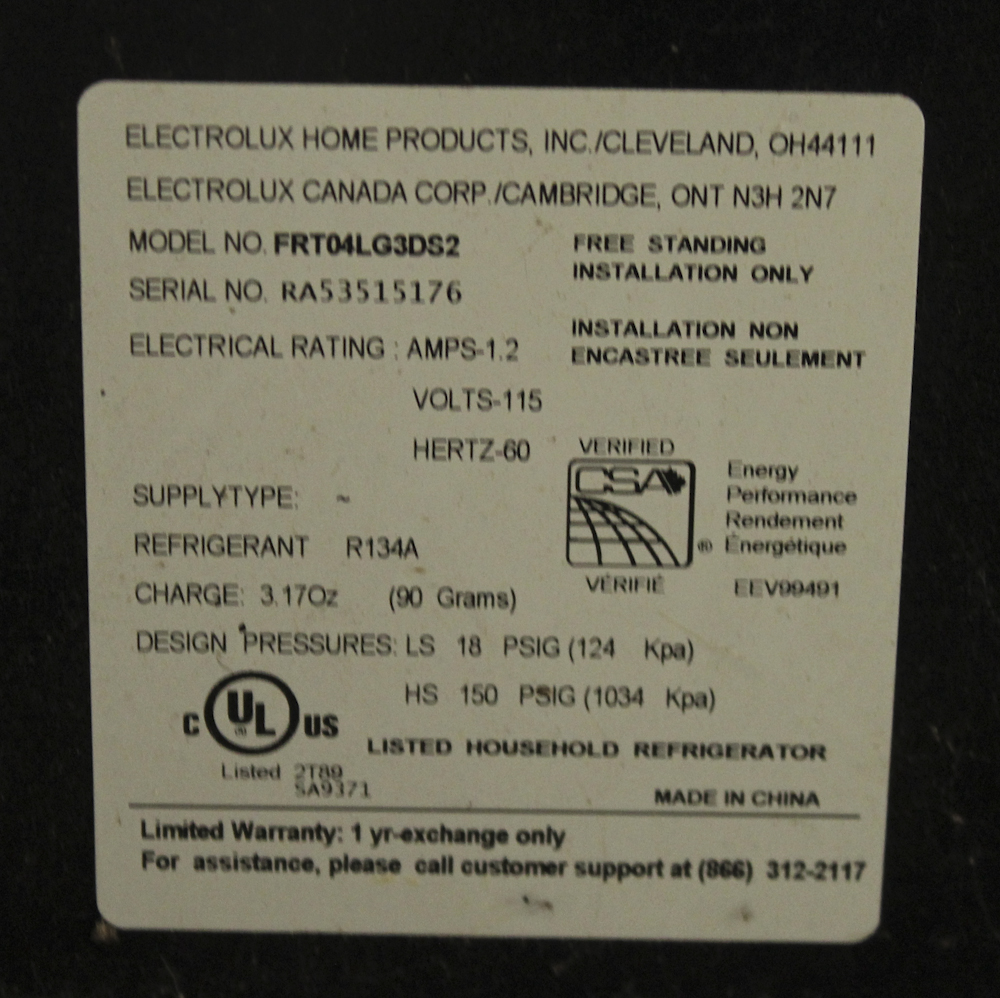 ELECTROLUX HOME PRODUCTS, INC./CLEVELAND, OH44111
ELECTROLUX CANADA CORP./CAMBRIDGE, ONT N3H 2N7
MODEL NO. FRT04LG3DS2
SERIAL NO. RA53515176
FREE STANDING
INSTALLATION ONLY
INSTALLATION NON
ENCASTREE SEULEMENT
ELECTRICAL RATING : AMPS-1.2
VOLTS-115
HERTZ-60
SUPPLYTYPE: ~
REFRIGERANT R134A
CHARGE: 3.17Oz (90 Grams)
VERIFIED
CSA
®
VÉRIFIÉ
Energy
Performance
Rendement
Énergétique
EEV99491
DESIGN PRESSURES: LS 18 PSIG (124 Kpa)
HS 150 PSIG (1034 Kpa)
C UL US
Listed 2T89
SA9371
LISTED HOUSEHOLD REFRIGERATOR
MADE IN CHINA
Limited Warranty: 1 yr-exchange only
For assistance, please call customer support at (866) 312-2117